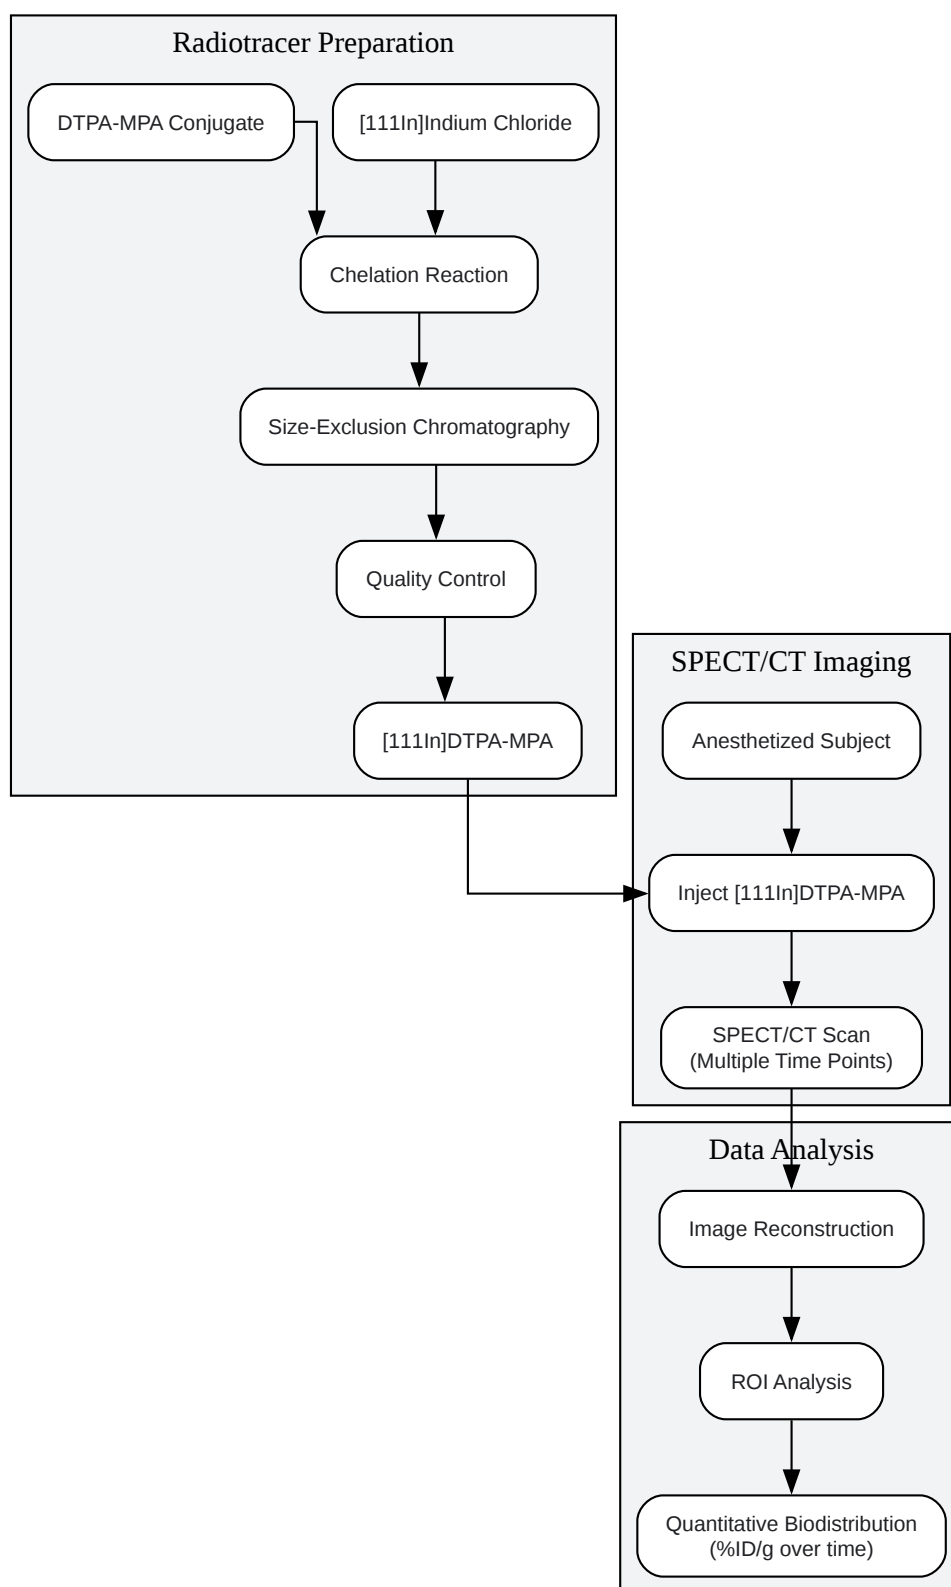 Radiotracer Preparation
DTPA-MPA Conjugate
[111In]Indium Chloride
Chelation Reaction
Size-Exclusion Chromatography
Quality Control
[111In]DTPA-MPA
SPECT/CT Imaging
Anesthetized Subject
Inject [111In]DTPA-MPA
SPECT/CT Scan
(Multiple Time Points)
Data Analysis
Image Reconstruction
ROI Analysis
Quantitative Biodistribution
(%ID/g over time)